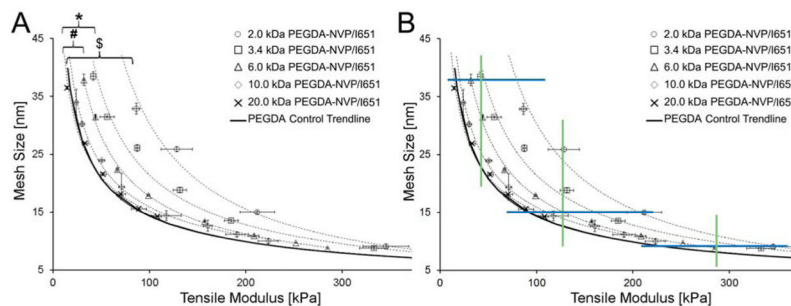 A
*
#
$
45
35
25
15
5
0
100
200
300
Mesh Size [nm]
Tensile Modulus [kPa]
2.0 kDa PEGDA-NVP/I651
3.4 kDa PEGDA-NVP/I651
6.0 kDa PEGDA-NVP/I651
10.0 kDa PEGDA-NVP/I651
20.0 kDa PEGDA-NVP/I651
PEGDA Control Trendline
B
45
35
25
15
5
0
100
200
300
Mesh Size [nm]
Tensile Modulus [kPa]
2.0 kDa PEGDA-NVP/I651
3.4 kDa PEGDA-NVP/I651
6.0 kDa PEGDA-NVP/I651
10.0 kDa PEGDA-NVP/I65
20.0 kDa PEGDA-NVP/I65
PEGDA Control Trendline